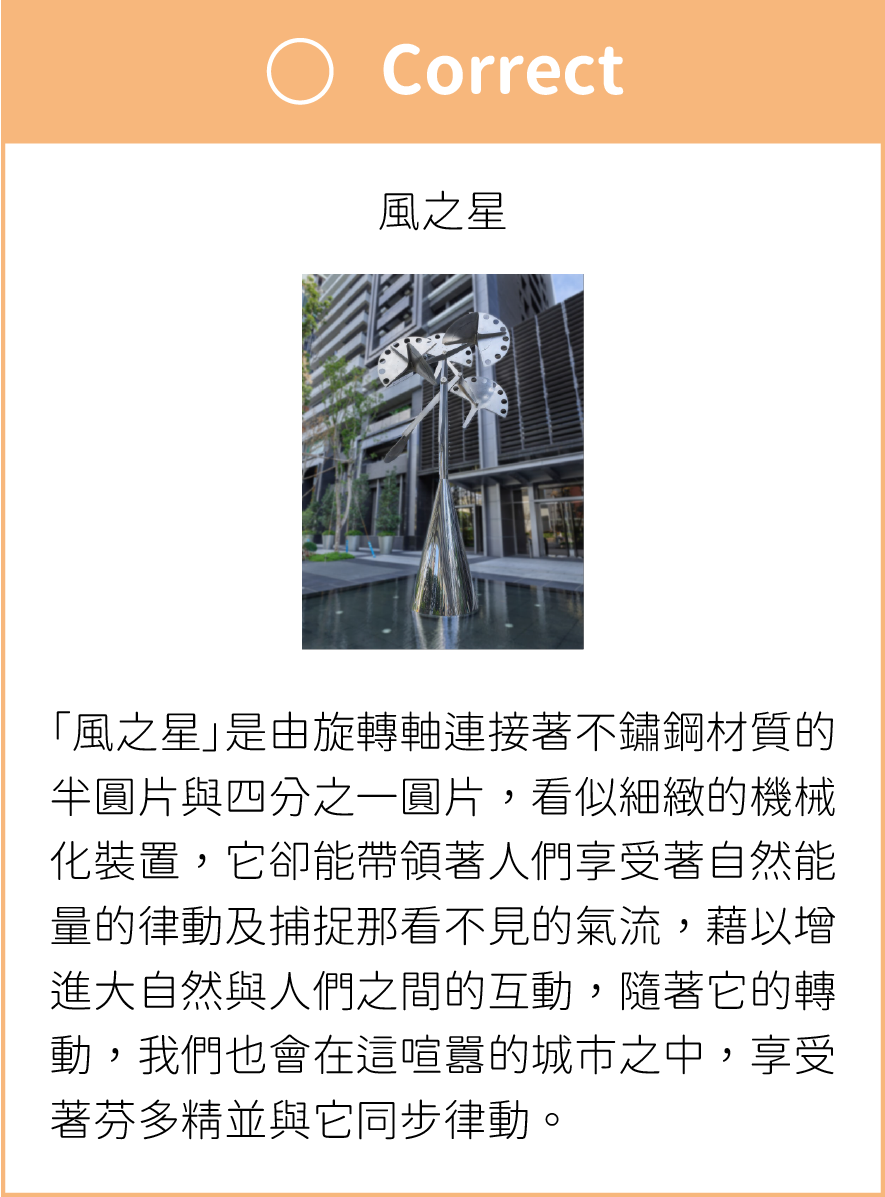 Correct
風之星
「風之星」是由旋轉軸連接著不鏽鋼材質的
半圓片與四分之一圓片，看似細緻的機械
化裝置，它卻能帶領著人們享受著自然能
量的律動及捕捉那看不見的氣流，藉以增
進大自然與人們之間的互動，隨著它的轉
動，我們也會在這喧囂的城市之中，享受
著芬多精並與它同步律動。